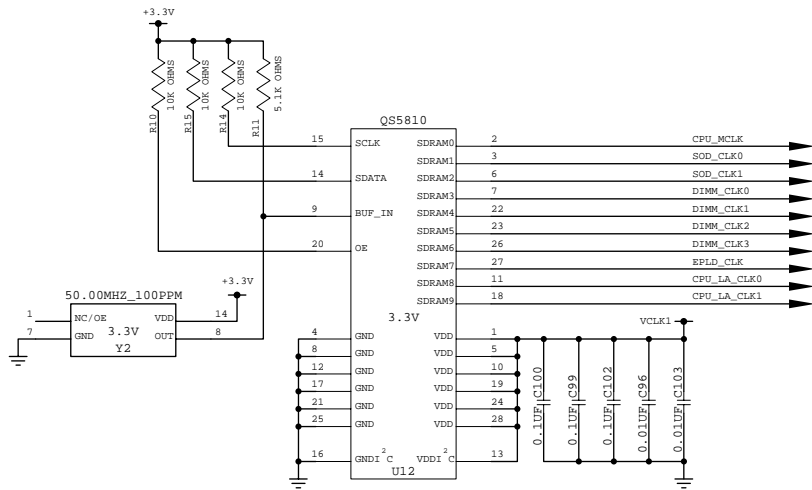 +3.3V
R10 10K OHMS
R15 10K OHMS
R14 10K OHMS
R11 5.1K OHMS
QS5810
15 SCLK SDRAM0 2 CPU_MCLK
SDRAM1 3 SOD_CLK0
14 SDATA SDRAM2 6 SOD_CLK1
SDRAM3 7 DIMM_CLK0
9 BUF_IN SDRAM4 22 DIMM_CLK1
SDRAM5 23 DIMM_CLK2
20 OE SDRAM6 26 DIMM_CLK3
SDRAM7 27 EPLD_CLK
SDRAM8 11 CPU_LA_CLK0
SDRAM9 18 CPU_LA_CLK1
+3.3V
50.00MHZ_100PPM
1 NC/OE VDD 14
3.3V
7 GND OUT 8
Y2
3.3V
VCLK1
4 GND VDD 1
8 GND VDD 5
12 GND VDD 10
17 GND VDD 19
21 GND VDD 24
25 GND VDD 28
16 GNDI2C VDDI2C 13
U12
0.1UF C100
0.1UF C99
0.1UF C102
0.01UF C96
0.01UF C103